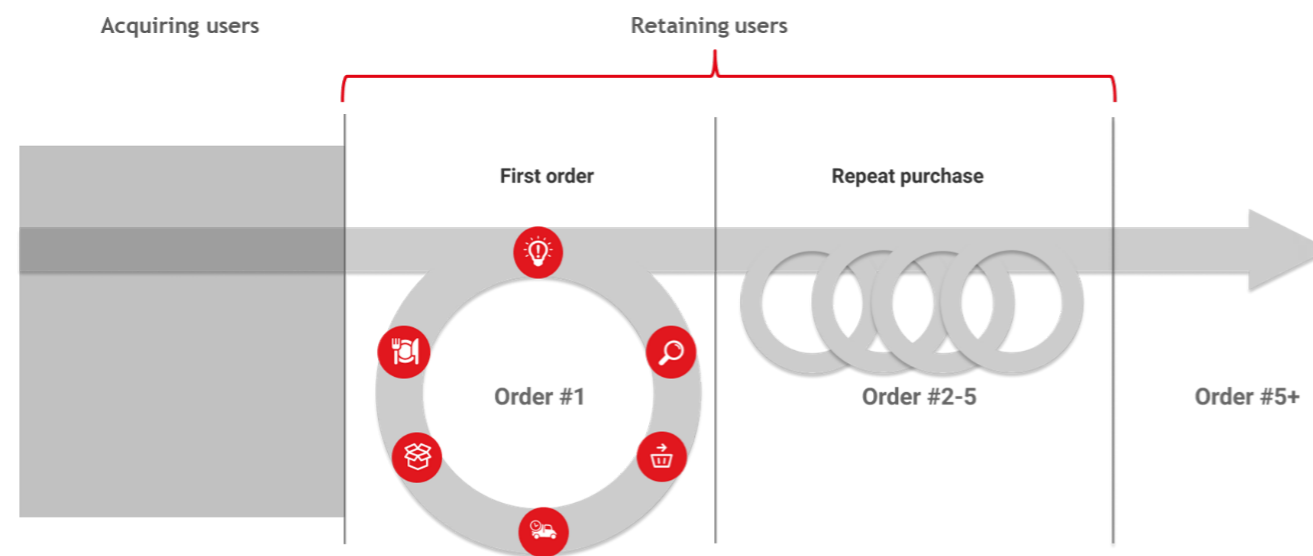 Acquiring users
Retaining users
First order
Repeat purchase
Order #1
Order #2-5
Order #5+